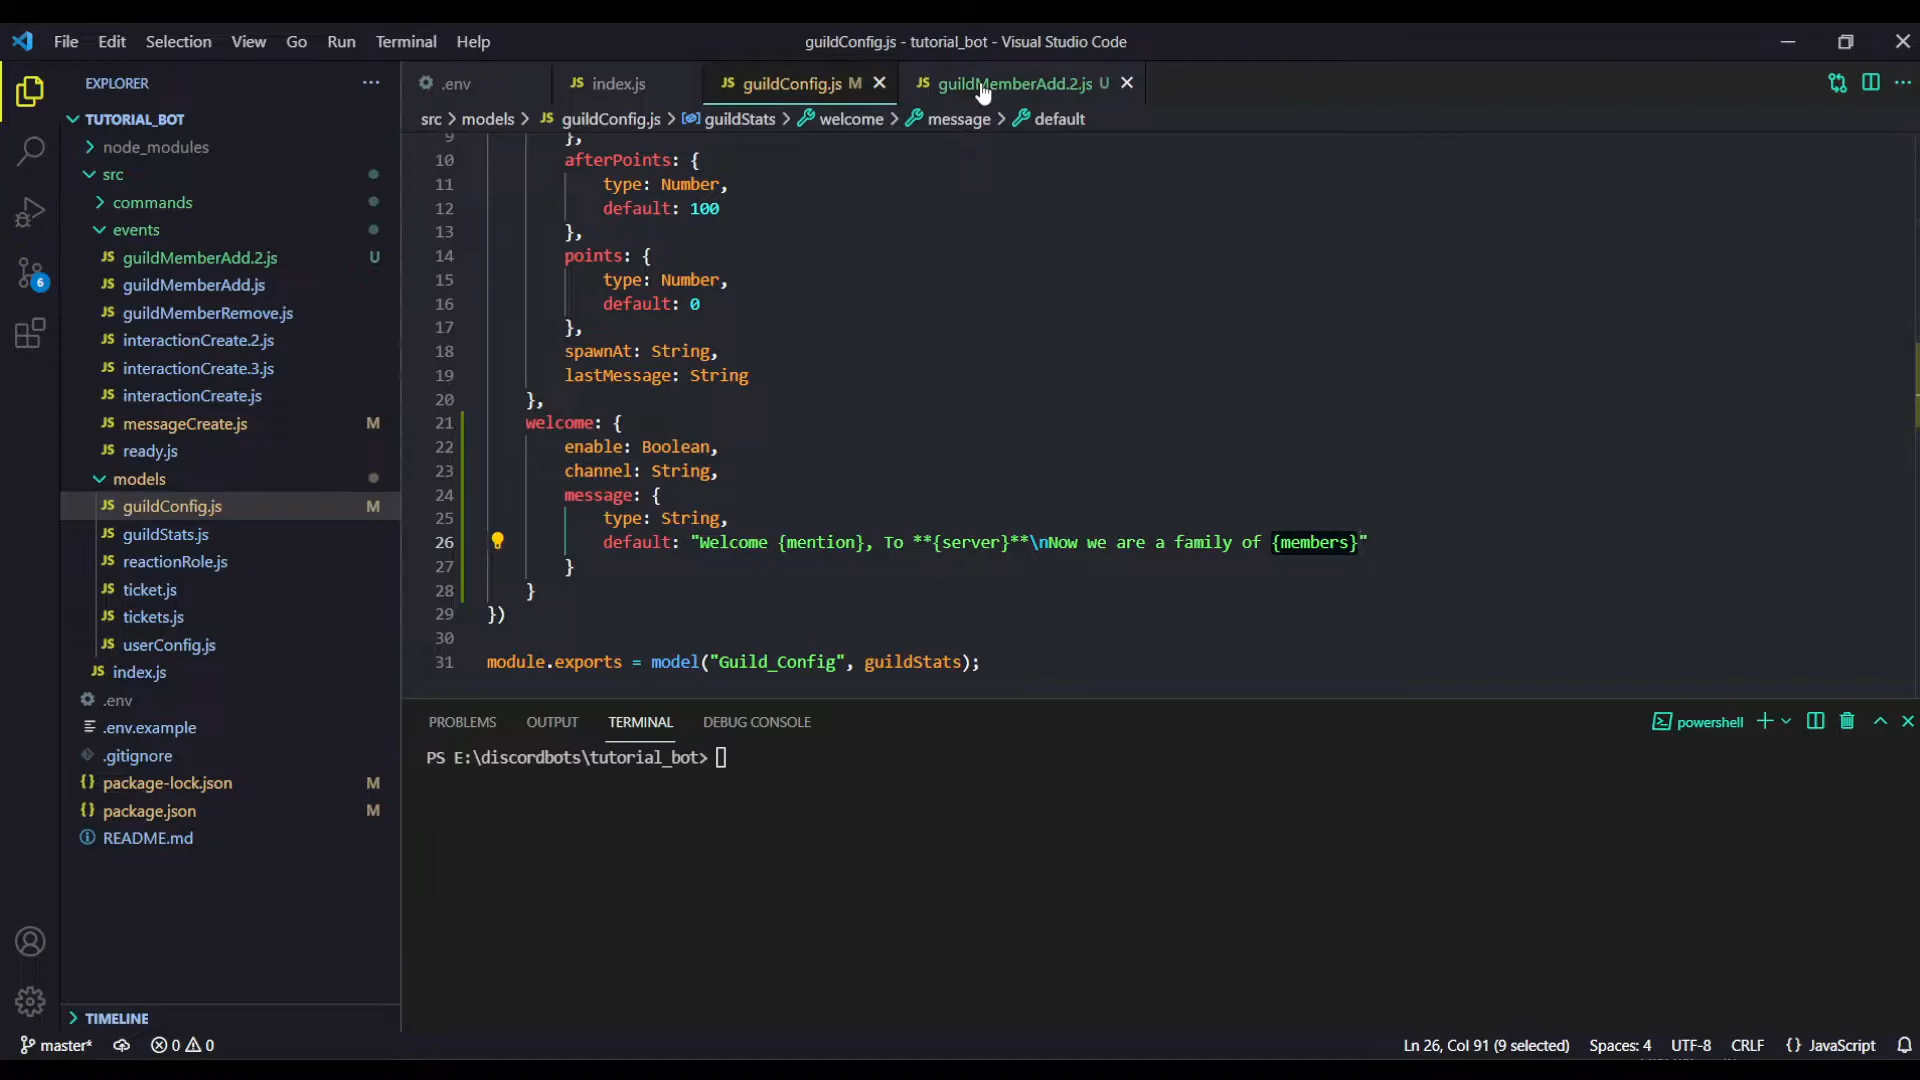 File Edit Selection View Go Run Terminal Help
guildConfig.js - tutorial_bot - Visual Studio Code
EXPLORER
TUTORIAL_BOT
node_modules
src
commands
events
guildMemberAdd.2.js U
guildMemberAdd.js
guildMemberRemove.js
interactionCreate.2.js
interactionCreate.3.js
interactionCreate.js
messageCreate.js M
ready.js
models
guildConfig.js M
guildStats.js
reactionRole.js
ticket.js
tickets.js
userConfig.js
index.js
.env
.env.example
.gitignore
package-lock.json M
package.json M
README.md
TIMELINE
6
.env
JS index.js
JS guildConfig.js M
JS guildMemberAdd.2.js U
src > models > JS guildConfig.js > guildStats > welcome > message > default
9 },
10 afterPoints: {
11 type: Number,
12 default: 100
13 },
14 points: {
15 type: Number,
16 default: 0
17 },
18 spawnAt: String,
19 lastMessage: String
20 },
21 welcome: {
22 enable: Boolean,
23 channel: String,
24 message: {
25 type: String,
26 default: "Welcome {mention}, To **{server}**\nNow we are a family of {members}"
27 }
28 }
29 })
30
31 module.exports = model("Guild_Config", guildStats);
PROBLEMS OUTPUT TERMINAL DEBUG CONSOLE
powershell
PS E:\discordbots\tutorial_bot>
master* 0 0
Ln 26, Col 91 (9 selected) Spaces: 4 UTF-8 CRLF {} JavaScript